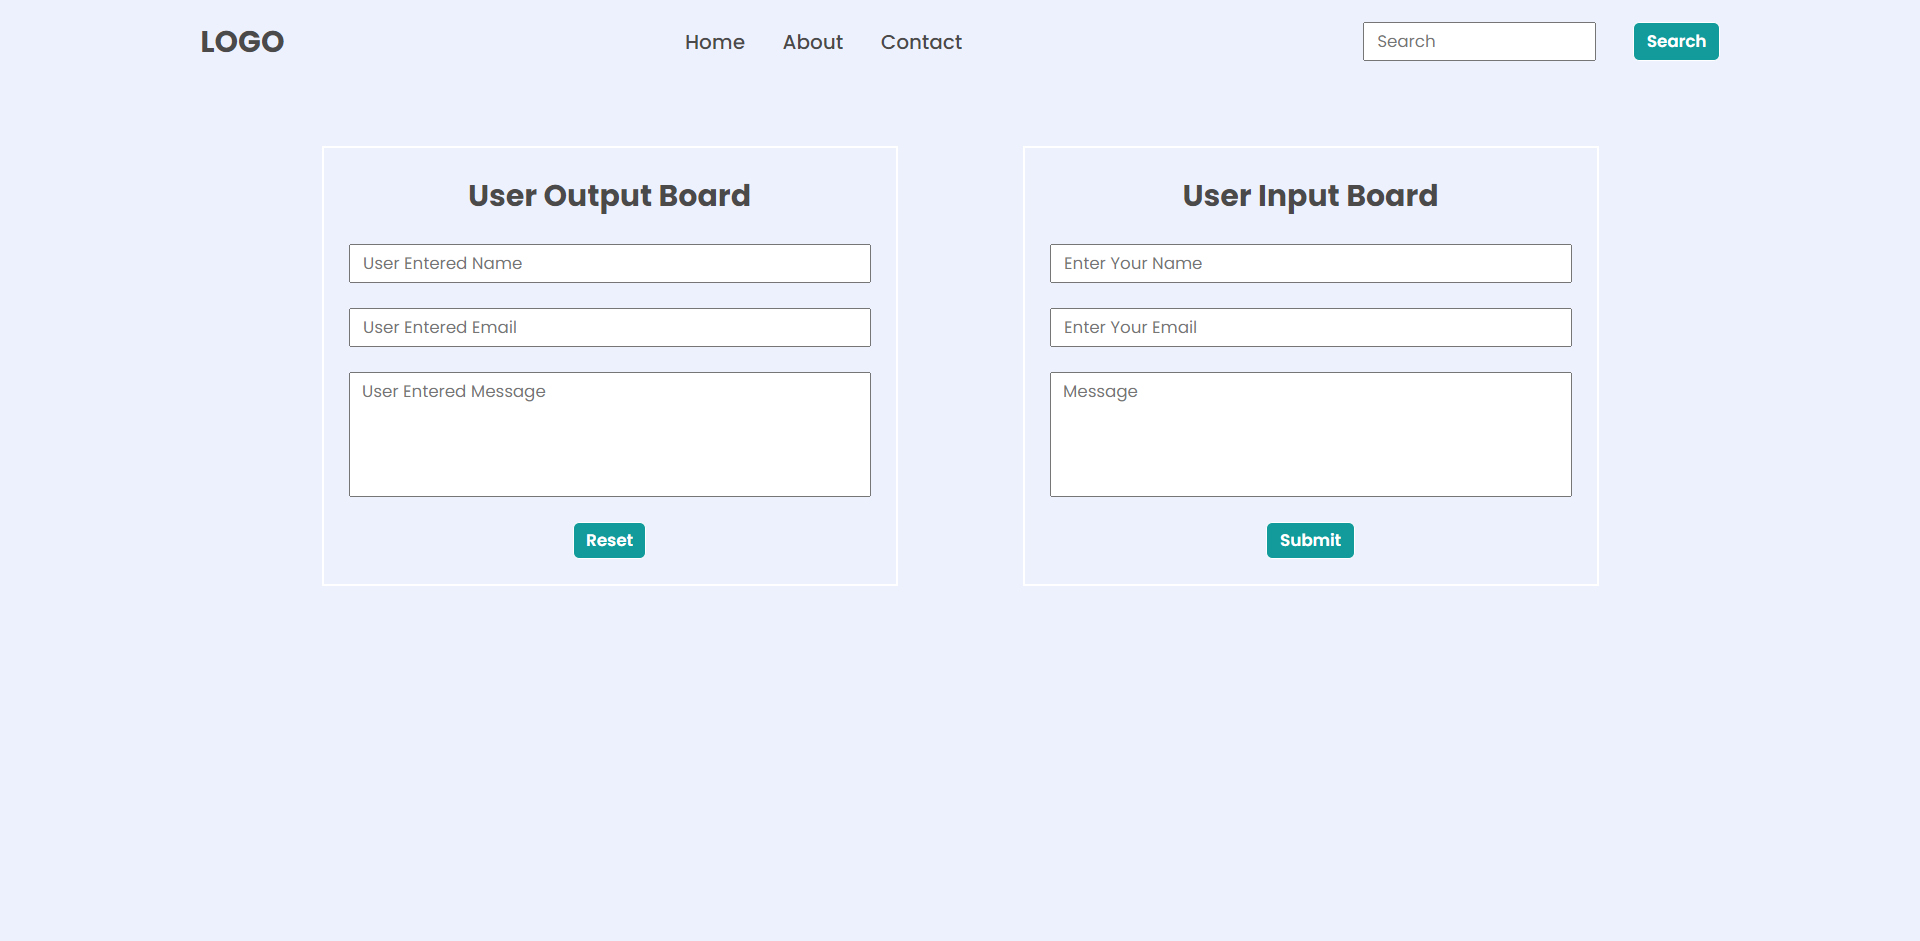 LOGO
Home About Contact
Search
Search
User Output Board
User Entered Name
User Entered Email
User Entered Message
Reset
User Input Board
Enter Your Name
Enter Your Email
Message
Submit